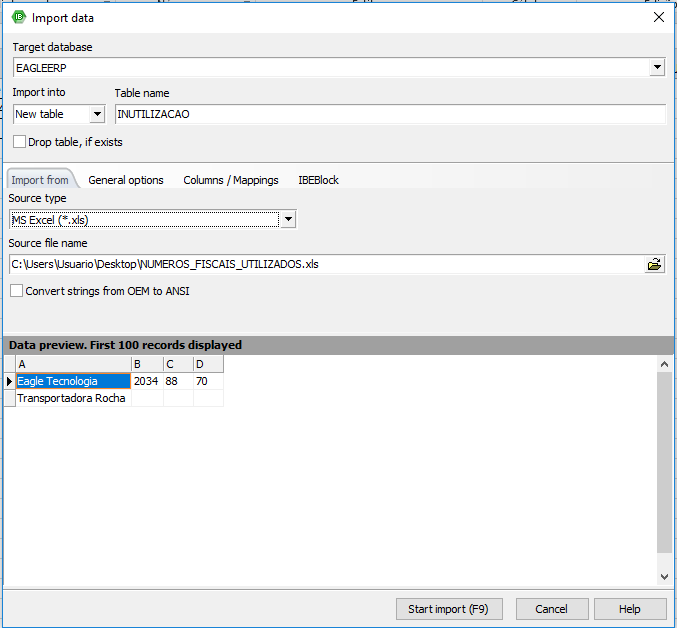 Import data
Target database
EAGLEERP
Import into Table name
New table INUTILIZACAO
Drop table, if exists
Import from General options Columns / Mappings IBEBlock
Source type
MS Excel (*.xls)
Source file name
C:\Users\Usuario\Desktop\NUMEROS_FISCAIS_UTILIZADOS.xls
Convert strings from OEM to ANSI
Data preview. First 100 records displayed
A B C D
Eagle Tecnologia 2034 88 70
Transportadora Rocha
Start import (F9) Cancel Help